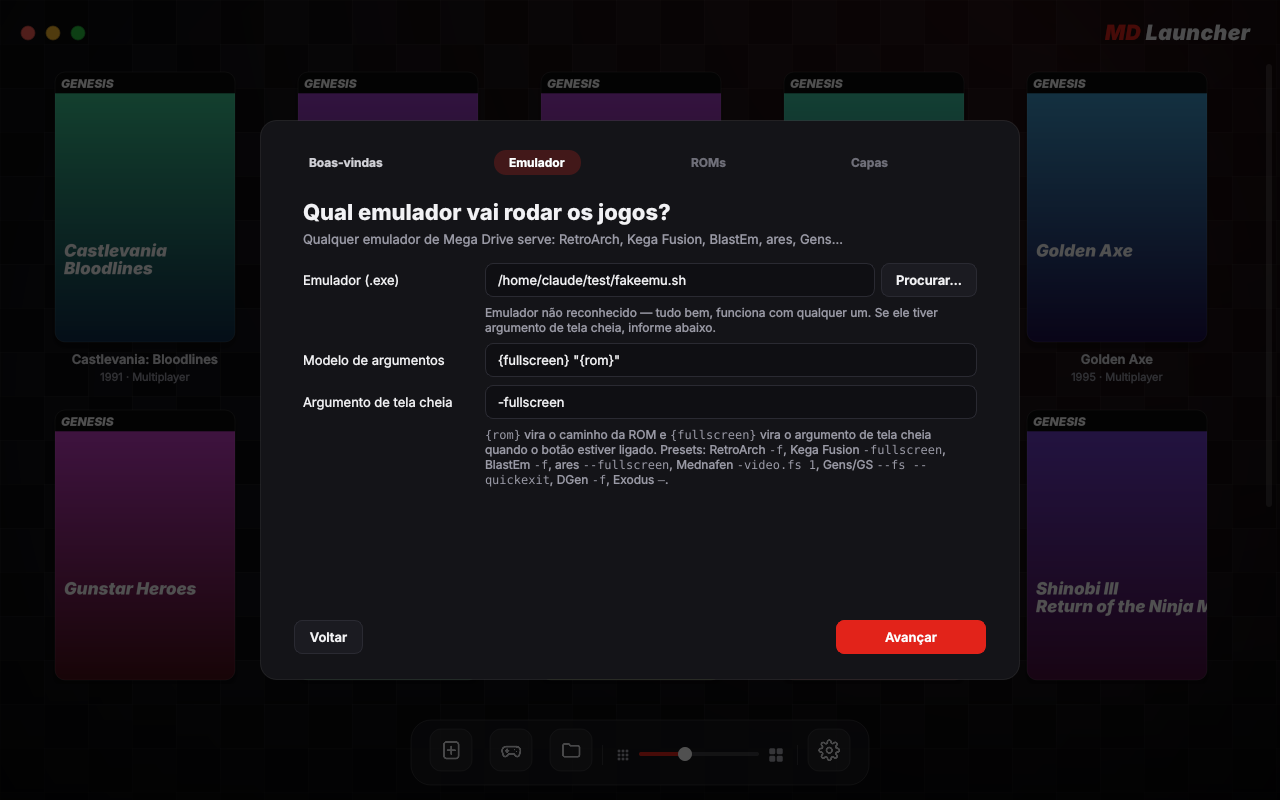 MD Launcher
GENESIS
GENESIS
GENESIS
GENESIS
GENESIS
Boas-vindas
Emulador
ROMs
Capas
Qual emulador vai rodar os jogos?
Qualquer emulador de Mega Drive serve: RetroArch, Kega Fusion, BlastEm, ares, Gens...
Emulador (.exe)
/home/claude/test/fakeemu.sh
Procurar...
Emulador não reconhecido — tudo bem, funciona com qualquer um. Se ele tiver
argumento de tela cheia, informe abaixo.
Modelo de argumentos
{fullscreen} "{rom}"
Argumento de tela cheia
-fullscreen
{rom} vira o caminho da ROM e {fullscreen} vira o argumento de tela cheia
quando o botão estiver ligado. Presets: RetroArch -f, Kega Fusion -fullscreen,
BlastEm -f, ares --fullscreen, Mednafen -video.fs 1, Gens/GS --fs --
quickexit, DGen -f, Exodus —.
Voltar
Avançar
Castlevania
Bloodlines
Castlevania: Bloodlines
1991 · Multiplayer
Golden Axe
Golden Axe
1995 · Multiplayer
GENESIS
Gunstar Heroes
GENESIS
Shinobi III
Return of the Ninja M